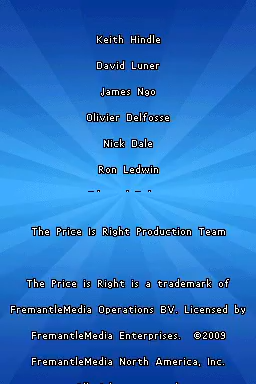 Keith Hindle
David Luner
James Ngo
Olivier Delfosse
Nick Dale
Ron Ledwin
The Price Is Right Production Team
The Price is Right is a trademark of
FremantleMedia Operations BV. Licensed by
FremantleMedia Enterprises. ©2009
FremantleMedia North America, Inc.